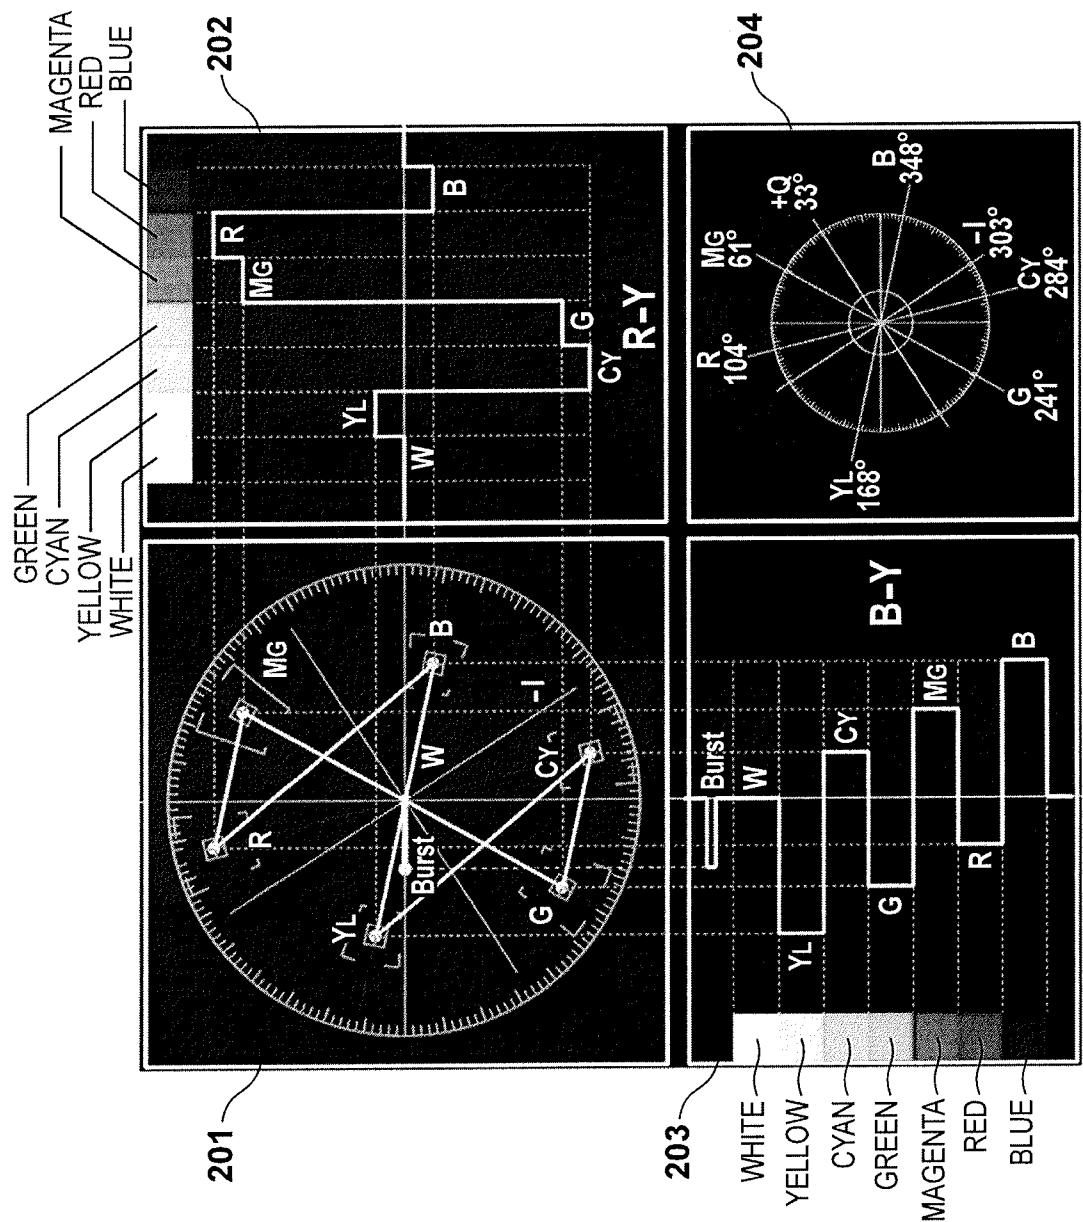 GREEN
CYAN
YELLOW
WHITE
MAGENTA
RED
BLUE
201
Mg
R
B
W
Burst
YL
-I
CY
G
202
R
Mg
B
YL
W
G
CY
R-Y
203
Burst
W
YL
CY
G
Mg
R
B
B-Y
WHITE
YELLOW
CYAN
GREEN
MAGENTA
RED
BLUE
204
R
104°
MG
61°
+Q
33°
B
348°
YL
168°
-I
303°
CY
284°
G
241°